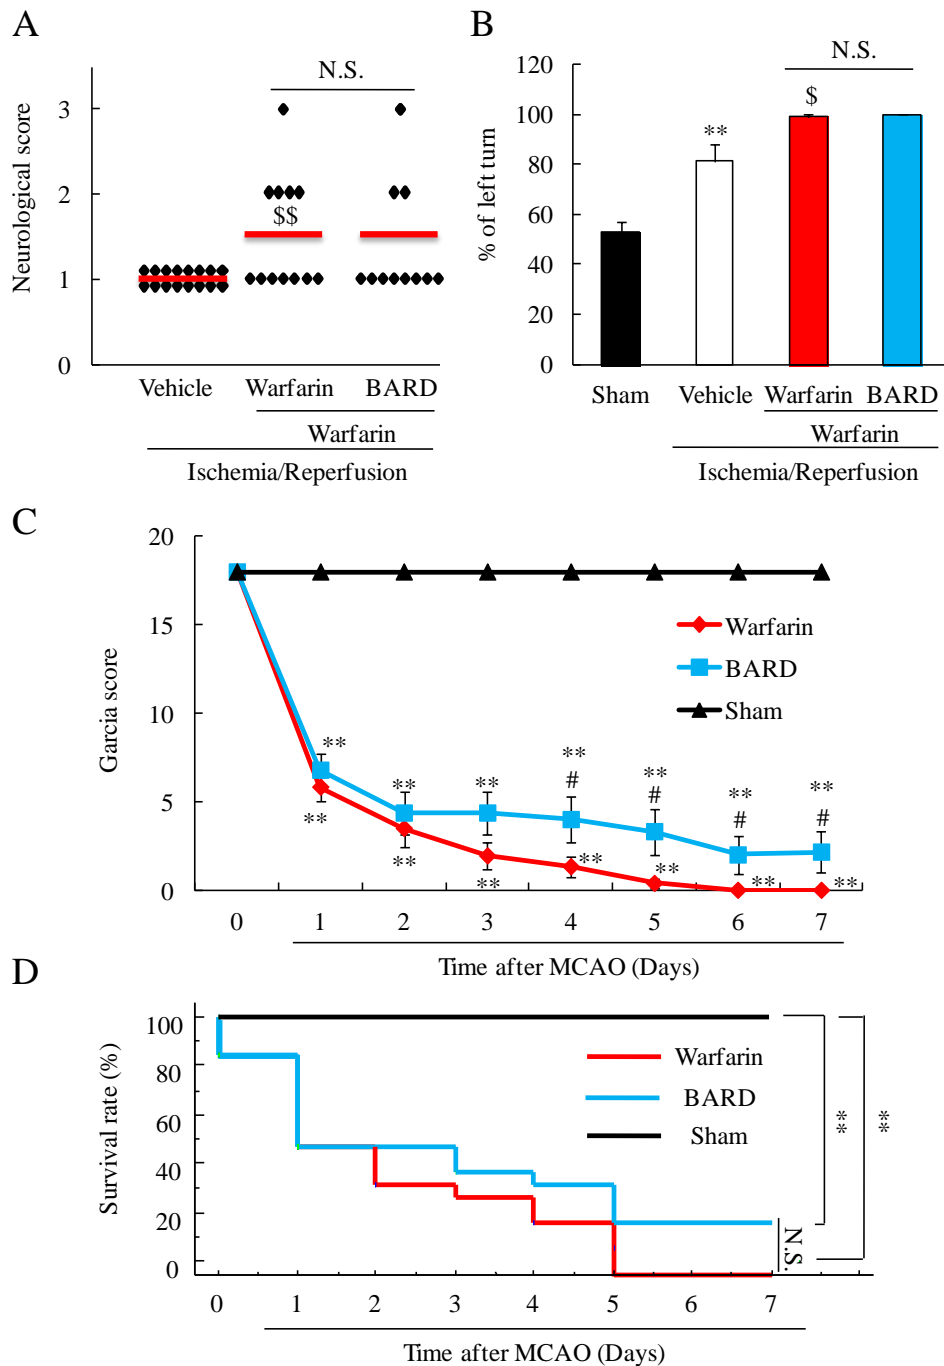 A
Neurological score
3
2
1
0
N.S.
$$
Vehicle Warfarin BARD
Warfarin
Ischemia/Reperfusion
B
% of left turn
120
100
80
60
40
20
0
N.S.
**
$
Sham Vehicle Warfarin BARD
Warfarin
Ischemia/Reperfusion
C
Garcia score
20
15
10
5
0
Warfarin
BARD
Sham
** ** ** ** ** ** **
# # # #
** ** ** ** ** ** **
0 1 2 3 4 5 6 7
Time after MCAO (Days)
D
Survival rate (%)
100
80
60
40
20
0
Warfarin
BARD
Sham
**
**
N.S.
0 1 2 3 4 5 6 7
Time after MCAO (Days)